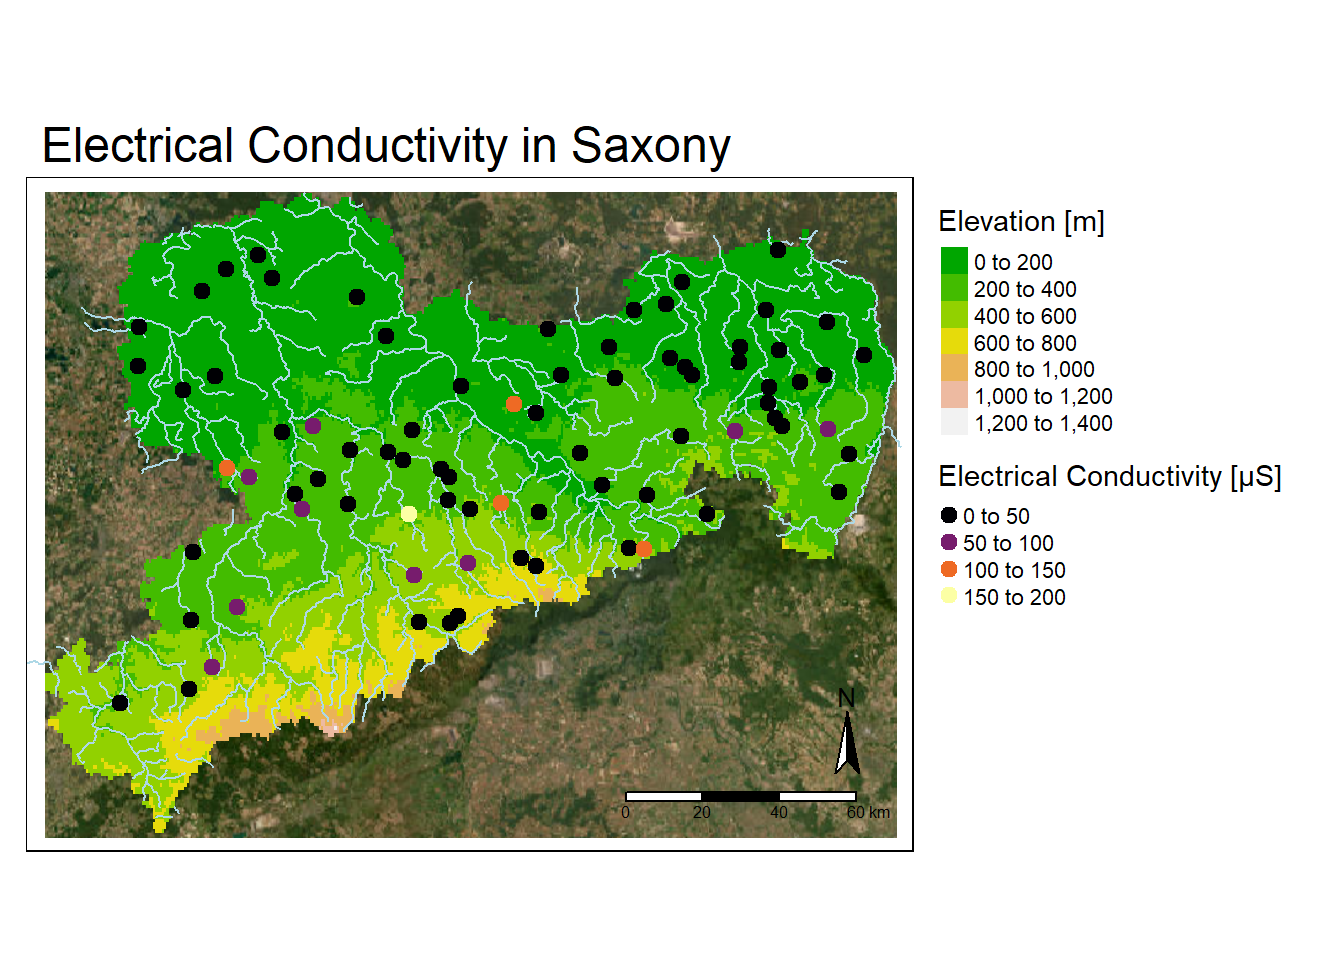 Electrical Conductivity in Saxony
Elevation [m]
0 to 200
200 to 400
400 to 600
600 to 800
800 to 1,000
1,000 to 1,200
1,200 to 1,400
Electrical Conductivity [µS]
0 to 50
50 to 100
100 to 150
150 to 200
N
0 20 40 60 km